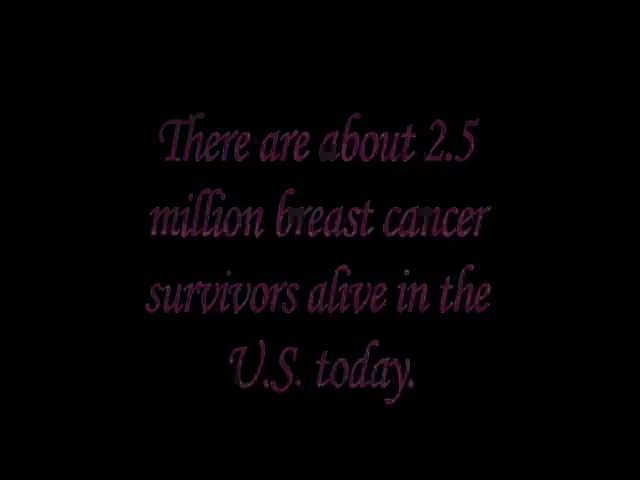 There are about 2.5
million breast cancer
survivors alive in the
U.S. today.